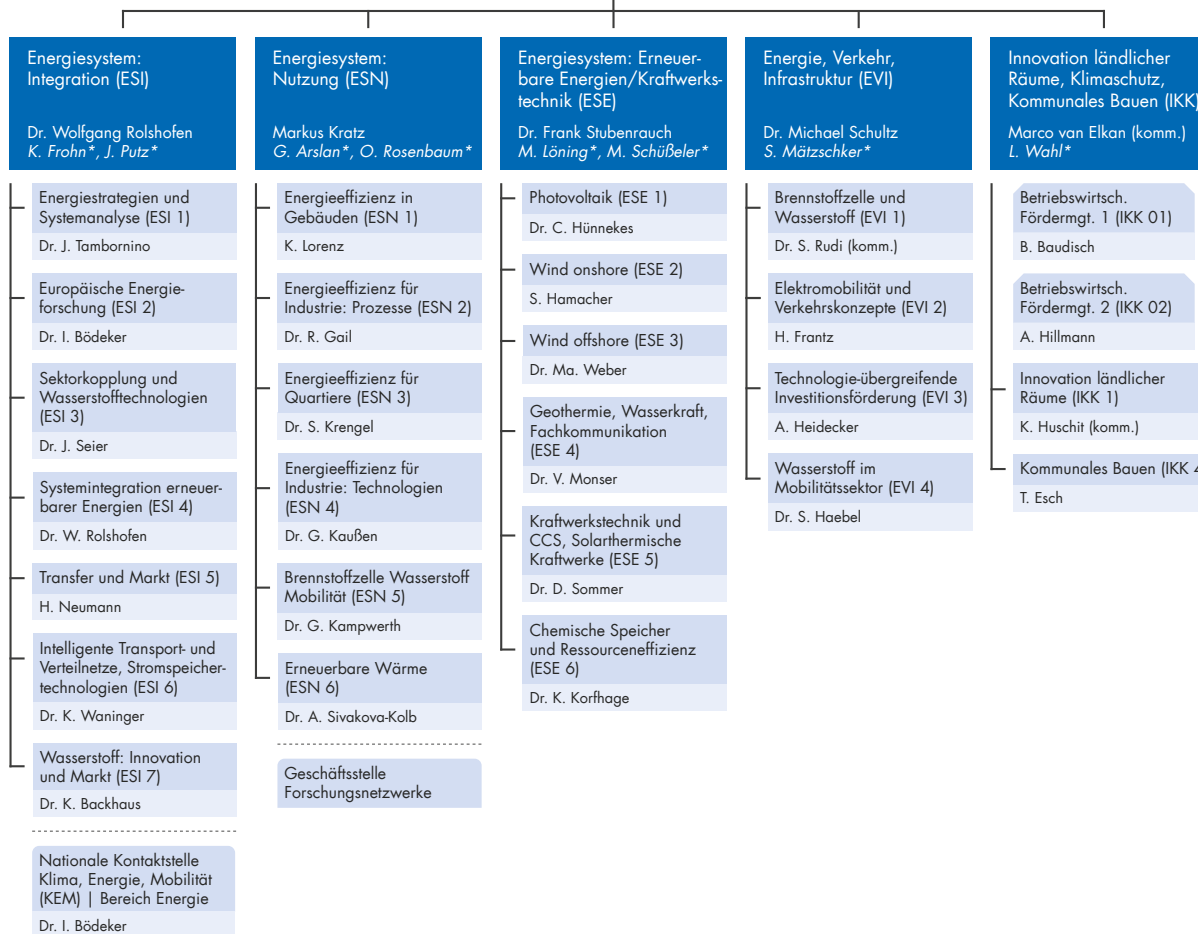 Energiesystem:
Integration (ESI)
Dr. Wolfgang Rolshofen
K. Frohn*, J. Putz*
Energiestrategien und
Systemanalyse (ESI 1)
Dr. J. Tambornino
Europäische Energie-
forschung (ESI 2)
Dr. I. Bödeker
Sektorkopplung und
Wasserstofftechnologien
(ESI 3)
Dr. J. Seier
Systemintegration erneuer-
barer Energien (ESI 4)
Dr. W. Rolshofen
Transfer und Markt (ESI 5)
H. Neumann
Intelligente Transport- und
Verteilnetze, Stromspeicher-
technologien (ESI 6)
Dr. K. Waninger
Wasserstoff: Innovation
und Markt (ESI 7)
Dr. K. Backhaus
Nationale Kontaktstelle
Klima, Energie, Mobilität
(KEM) | Bereich Energie
Dr. I. Bödeker
Energiesystem:
Nutzung (ESN)
Markus Kratz
G. Arslan*, O. Rosenbaum*
Energieeffizienz in
Gebäuden (ESN 1)
K. Lorenz
Energieeffizienz für
Industrie: Prozesse (ESN 2)
Dr. R. Gail
Energieeffizienz für
Quartiere (ESN 3)
Dr. S. Krengel
Energieeffizienz für
Industrie: Technologien
(ESN 4)
Dr. G. Kaußen
Brennstoffzelle Wasserstoff
Mobilität (ESN 5)
Dr. G. Kampwerth
Erneuerbare Wärme
(ESN 6)
Dr. A. Sivakova-Kolb
Geschäftsstelle
Forschungsnetzwerke
Energiesystem: Erneuer-
bare Energien/Kraftwerks-
technik (ESE)
Dr. Frank Stubenrauch
M. Löning*, M. Schüßeler*
Photovoltaik (ESE 1)
Dr. C. Hünnekes
Wind onshore (ESE 2)
S. Hamacher
Wind offshore (ESE 3)
Dr. Ma. Weber
Geothermie, Wasserkraft,
Fachkommunikation
(ESE 4)
Dr. V. Monser
Kraftwerkstechnik und
CCS, Solarthermische
Kraftwerke (ESE 5)
Dr. D. Sommer
Chemische Speicher
und Ressourceneffizienz
(ESE 6)
Dr. K. Korfhage
Energie, Verkehr,
Infrastruktur (EVI)
Dr. Michael Schultz
S. Mätzschker*
Brennstoffzelle und
Wasserstoff (EVI 1)
Dr. S. Rudi (komm.)
Elektromobilität und
Verkehrskonzepte (EVI 2)
H. Frantz
Technologie-übergreifende
Investitionsförderung (EVI 3)
A. Heidecker
Wasserstoff im
Mobilitätssektor (EVI 4)
Dr. S. Haebel
Innovation ländlicher
Räume, Klimaschutz,
Kommunales Bauen (IKK)
Marco van Elkan (komm.)
L. Wahl*
Betriebswirtsch.
Fördermgt. 1 (IKK 01)
B. Baudisch
Betriebswirtsch.
Fördermgt. 2 (IKK 02)
A. Hillmann
Innovation ländlicher
Räume (IKK 1)
K. Huschit (komm.)
Kommunales Bauen (IKK 4
T. Esch